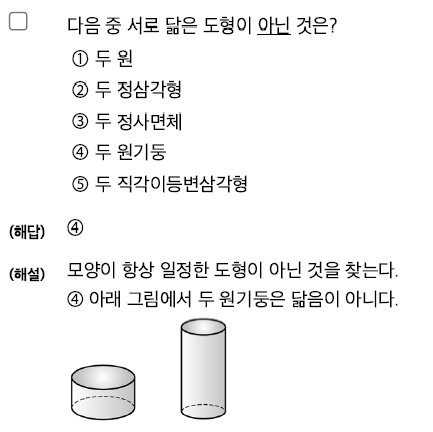 다음 중 서로 닮은 도형이 아닌 것은?
① 두 원
② 두 정삼각형
③ 두 정사면체
④ 두 원기둥
⑤ 두 직각이등변삼각형
(해답) ④
(해설) 모양이 항상 일정한 도형이 아닌 것을 찾는다.
④ 아래 그림에서 두 원기둥은 닮음이 아니다.